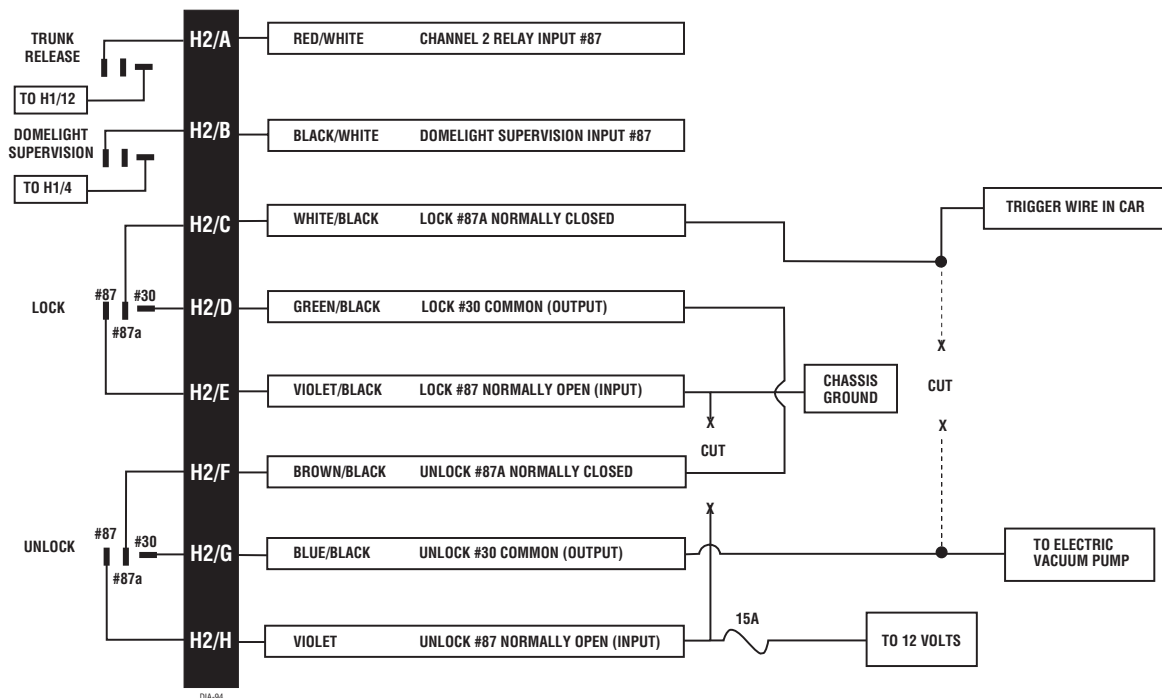 TRUNK
RELEASE
H2/A
RED/WHITE CHANNEL 2 RELAY INPUT #87
TO H1/12
DOMELIGHT
SUPERVISION
H2/B
BLACK/WHITE DOMELIGHT SUPERVISION INPUT #87
TO H1/4
H2/C
WHITE/BLACK LOCK #87A NORMALLY CLOSED
TRIGGER WIRE IN CAR
LOCK
#87
#30
#87a
H2/D
GREEN/BLACK LOCK #30 COMMON (OUTPUT)
X
CUT
X
H2/E
VIOLET/BLACK LOCK #87 NORMALLY OPEN (INPUT)
CHASSIS
GROUND
X
CUT
X
H2/F
BROWN/BLACK UNLOCK #87A NORMALLY CLOSED
UNLOCK
#87
#30
#87a
H2/G
BLUE/BLACK UNLOCK #30 COMMON (OUTPUT)
TO ELECTRIC
VACUUM PUMP
H2/H
VIOLET UNLOCK #87 NORMALLY OPEN (INPUT)
15A
TO 12 VOLTS
DIA-94